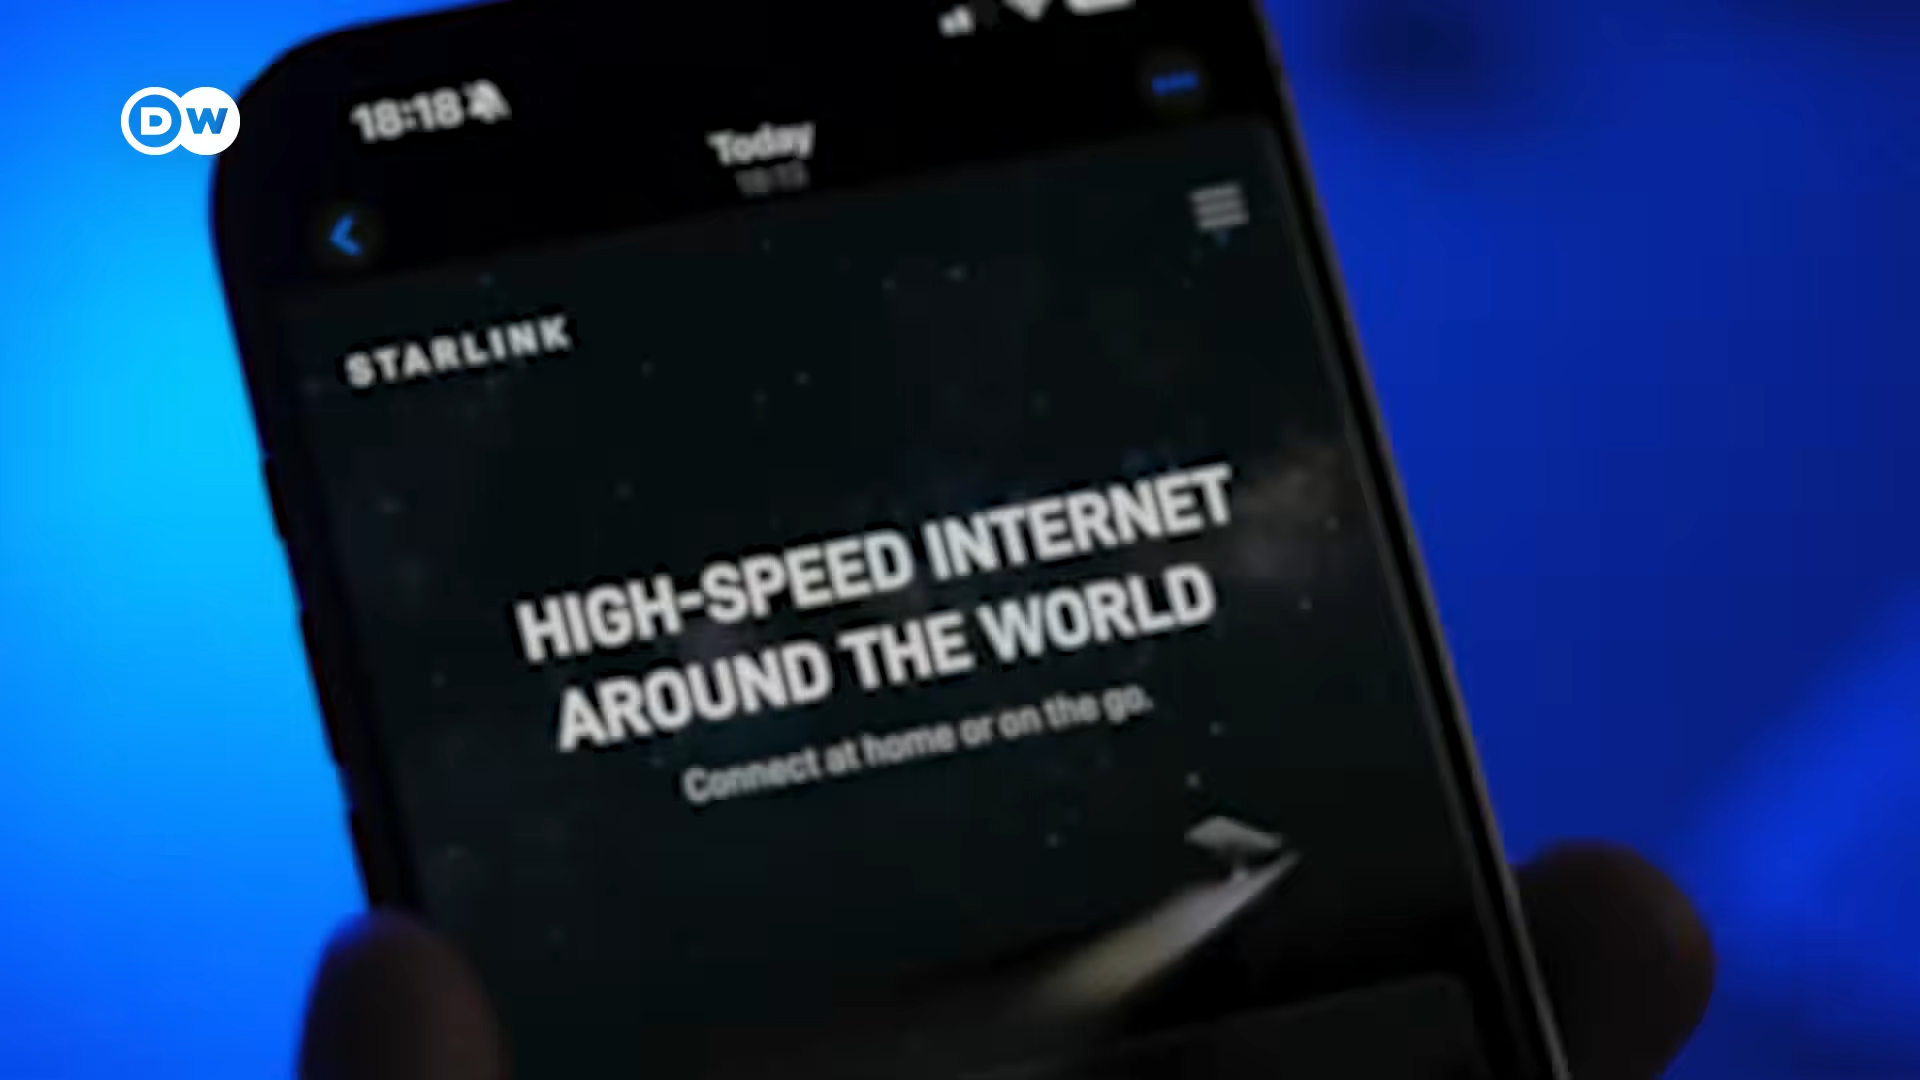 DW
18:18
Today
STARLINK
HIGH-SPEED INTERNET
AROUND THE WORLD
Connect at home or on the go.